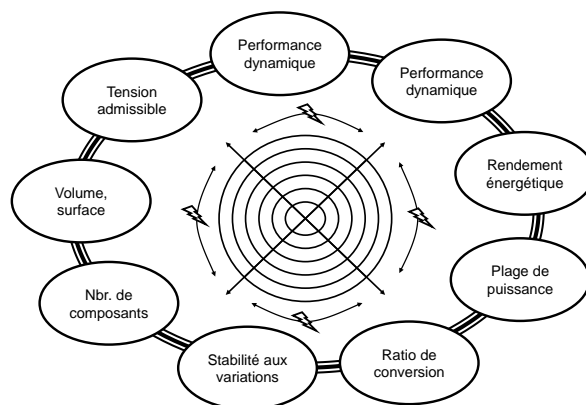 Performance
dynamique
Performance
dynamique
Tension
admissible
Rendement
énergétique
Volume,
surface
Plage de
puissance
Nbr. de
composants
Stabilité aux
variations
Ratio de
conversion